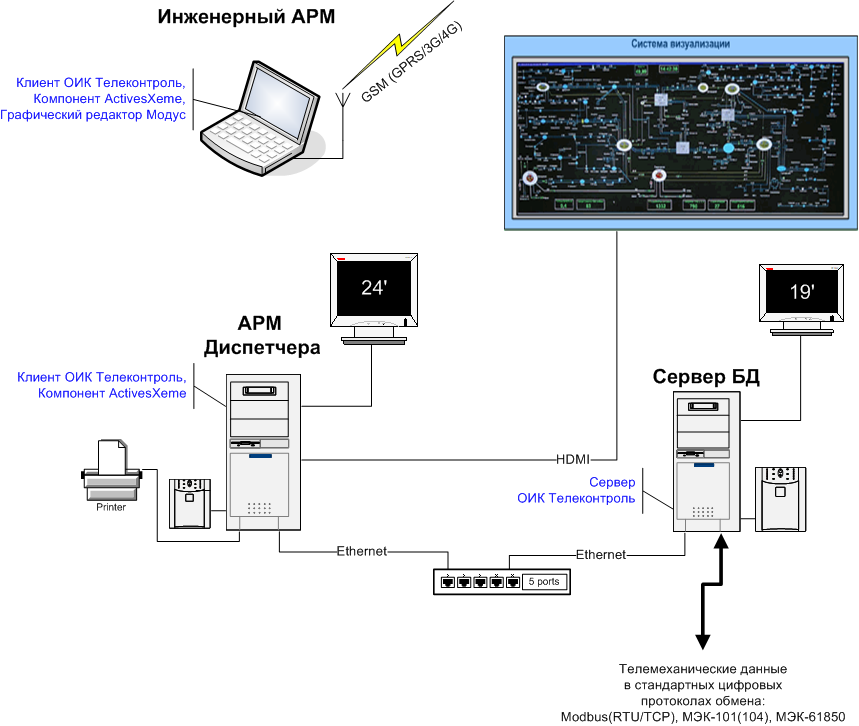 Инженерный АРМ
Клиент ОИК Телеконтроль,
Компонент ActivesXeme,
Графический редактор Модус
GSM (GPRS/3G/4G)
Система визуализации
24'
19'
АРМ
Диспетчера
Клиент ОИК Телеконтроль,
Компонент ActivesXeme
Сервер БД
HDMI
Сервер
ОИК Телеконтроль
Printer
Ethernet
Ethernet
5 ports
Телемеханические данные
в стандартных цифровых
протоколах обмена:
Modbus(RTU/TCP), МЭК-101(104), МЭК-61850